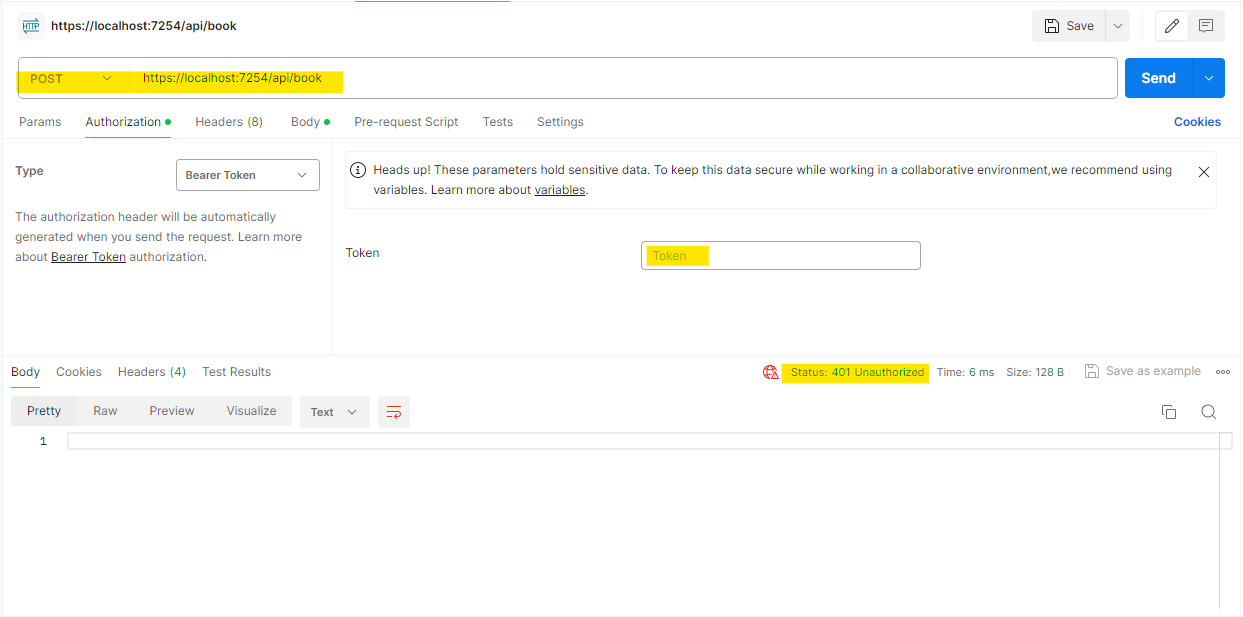 HTTP https://localhost:7254/api/book Save
POST https://localhost:7254/api/book Send
Params Authorization Headers (8) Body Pre-request Script Tests Settings Cookies
Type Bearer Token
The authorization header will be automatically
generated when you send the request. Learn more
about Bearer Token authorization.
Heads up! These parameters hold sensitive data. To keep this data secure while working in a collaborative environment,we recommend using
variables. Learn more about variables.
Token Token
Body Cookies Headers (4) Test Results Status: 401 Unauthorized Time: 6 ms Size: 128 B Save as example
Pretty Raw Preview Visualize Text
1